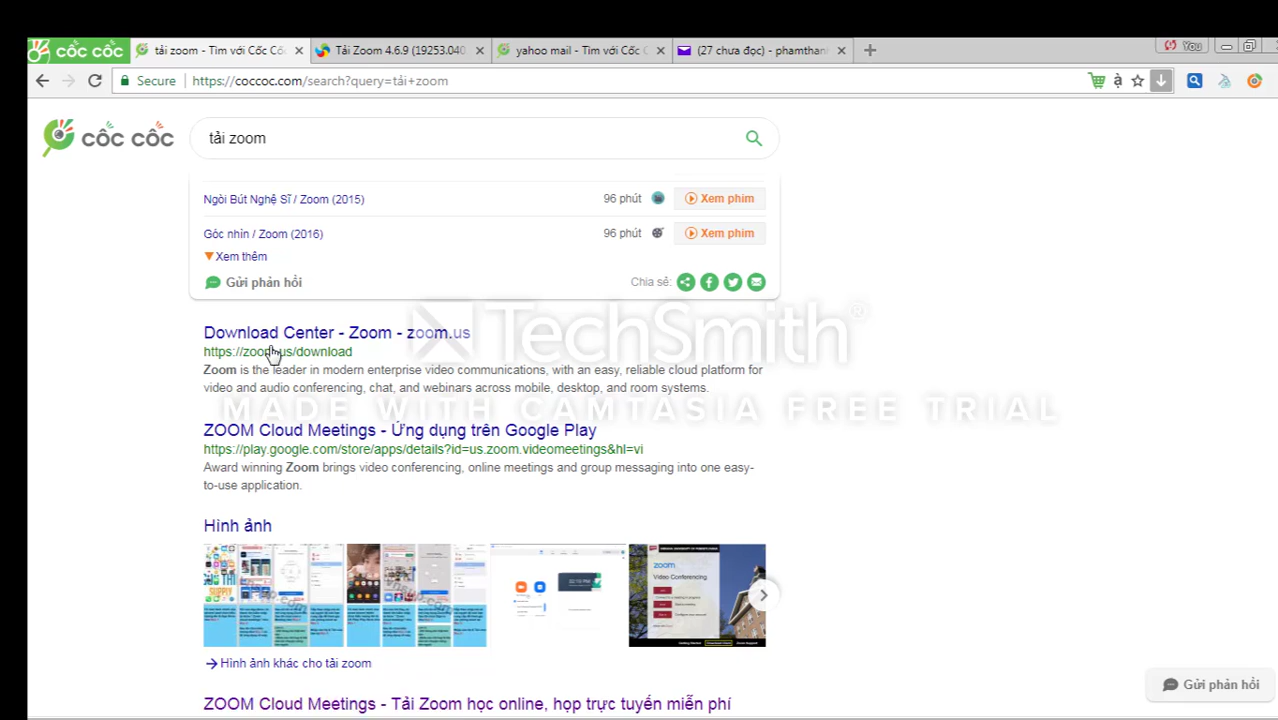 cốc cốc
tải zoom - Tìm với Cốc Cố
Tải Zoom 4.6.9 (19253.040
yahoo mail - Tìm với Cốc C
(27 chưa đọc) - phamthanh
You
Secure
https://coccoc.com/search?query=tải+zoom
à
cốc cốc
tải zoom
Ngòi Bút Nghệ Sĩ / Zoom (2015)
96 phút
Xem phim
Góc nhìn / Zoom (2016)
96 phút
Xem phim
Xem thêm
Gửi phản hồi
Chia sẻ:
Download Center - Zoom - zoom.us
https://zoom.us/download
Zoom is the leader in modern enterprise video communications, with an easy, reliable cloud platform for
video and audio conferencing, chat, and webinars across mobile, desktop, and room systems.
TechSmith®
MADE WITH CAMTASIA FREE TRIAL
ZOOM Cloud Meetings - Ứng dụng trên Google Play
https://play.google.com/store/apps/details?id=us.zoom.videomeetings&hl=vi
Award winning Zoom brings video conferencing, online meetings and group messaging into one easy-
to-use application.
Hình ảnh
zoom
Video Conferencing
Hình ảnh khác cho tải zoom
ZOOM Cloud Meetings - Tải Zoom học online, họp trực tuyến miễn phí
Gửi phản hồi